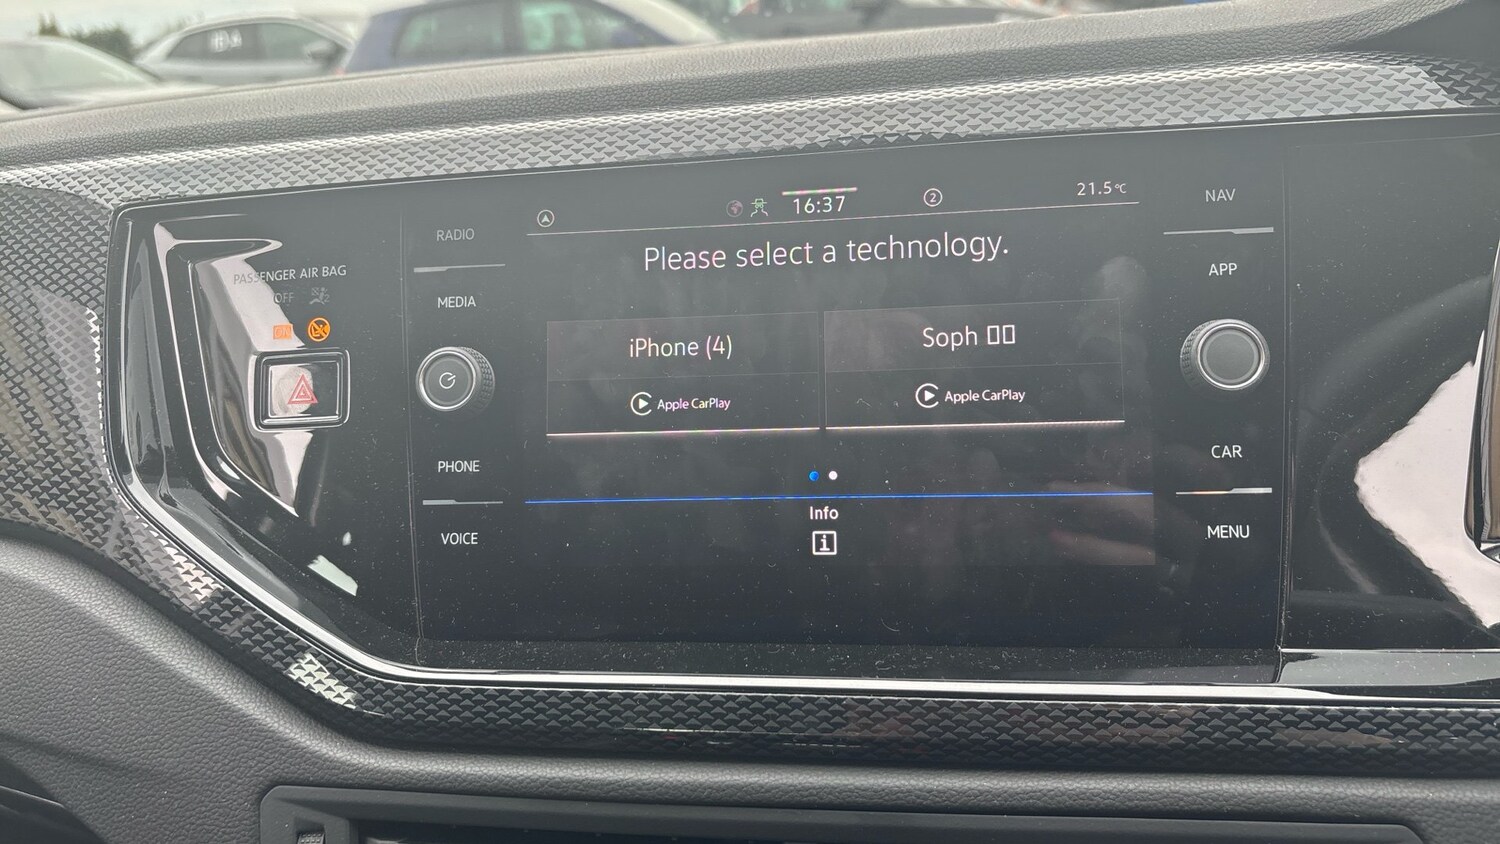 PASSENGER AIR BAG
OFF
ON
RADIO
MEDIA
PHONE
VOICE
16:37
2
21.5°C
Please select a technology.
iPhone (4)
Apple CarPlay
Soph ▯▯
Apple CarPlay
Info
i
NAV
APP
CAR
MENU